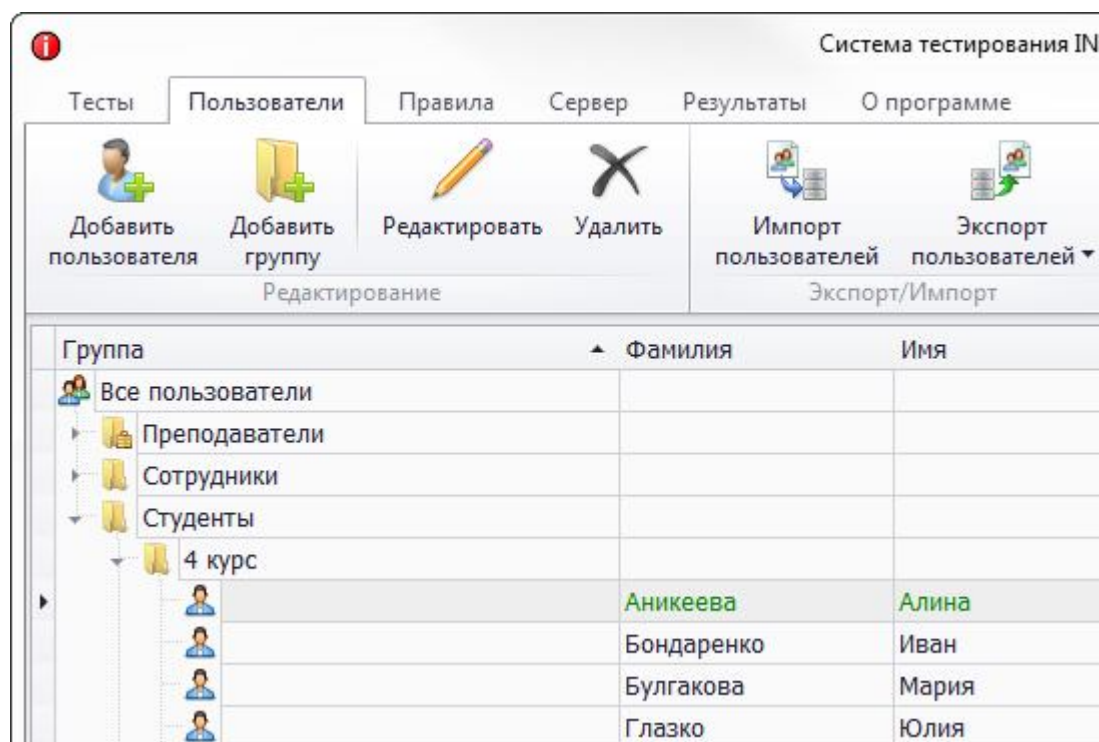 Система тестирования IN
Тесты Пользователи Правила Сервер Результаты О программе
Добавить пользователя Добавить группу Редактировать Удалить Импорт пользователей Экспорт пользователей
Редактирование Экспорт/Импорт
Группа Фамилия Имя
Все пользователи
Преподаватели
Сотрудники
Студенты
4 курс
Аникеева Алина
Бондаренко Иван
Булгакова Мария
Глазко Юлия